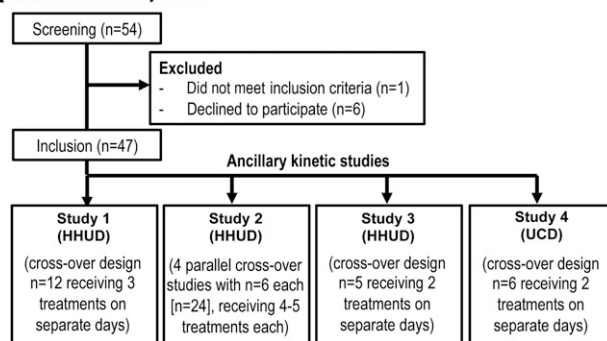 Screening (n=54)
Excluded
- Did not meet inclusion criteria (n=1)
- Declined to participate (n=6)
Inclusion (n=47)
Ancillary kinetic studies
Study 1
(HHUD)
(cross-over design
n=12 receiving 3
treatments on
separate days)
Study 2
(HHUD)
(4 parallel cross-over
studies with n=6 each
[n=24], receiving 4-5
treatments each)
Study 3
(HHUD)
(cross-over design
n=5 receiving 2
treatments on
separate days)
Study 4
(UCD)
(cross-over design
n=6 receiving 2
treatments on
separate days)